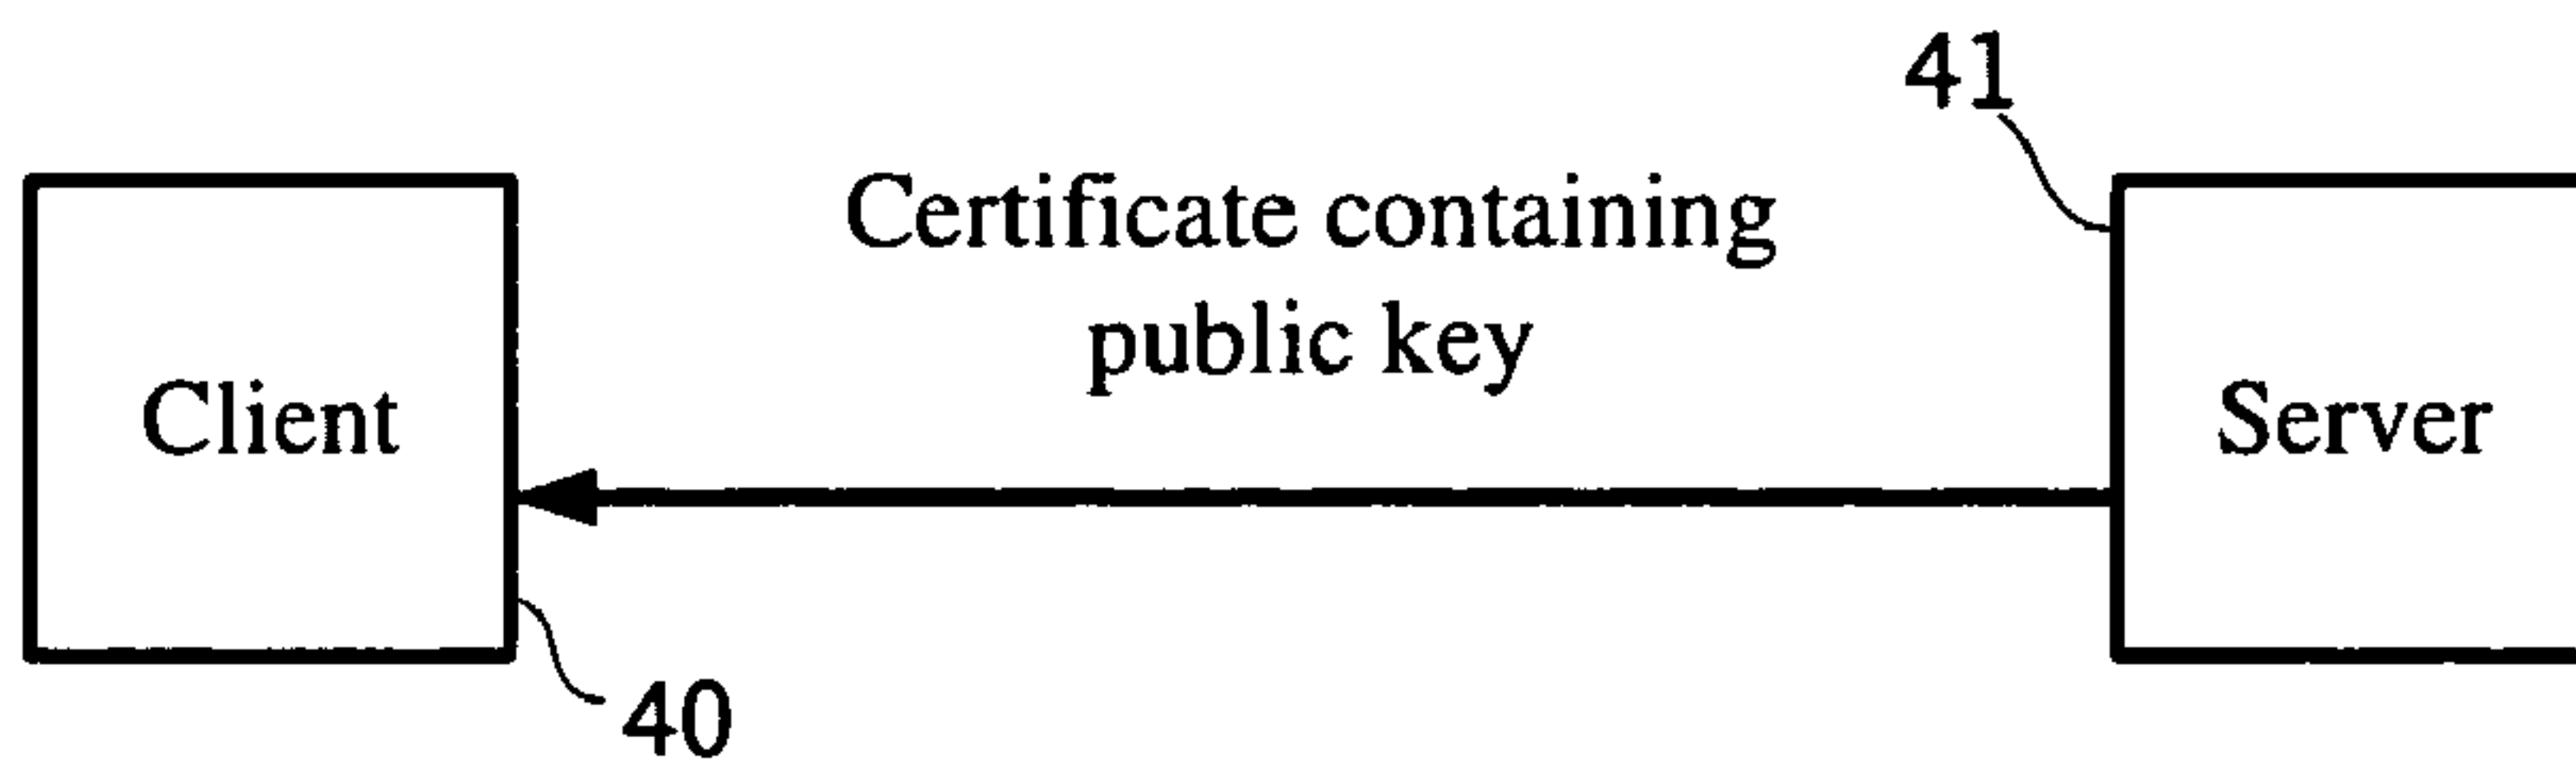 41
Certificate containing
public key
Client
Server
40